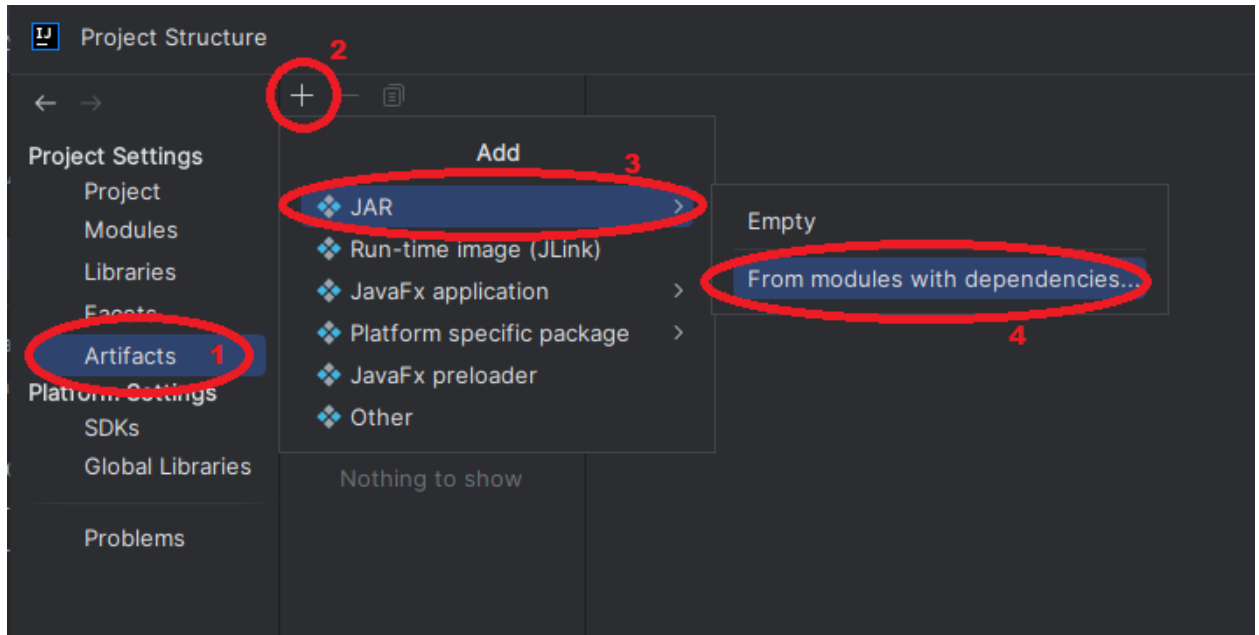 IJ
Project Structure
2
Project Settings
Project
Modules
Libraries
Facets
Artifacts 1
Platform Settings
SDKs
Global Libraries
Problems
Add
3
JAR
Run-time image (JLink)
JavaFx application
Platform specific package
JavaFx preloader
Other
Nothing to show
Empty
From modules with dependencies...
4